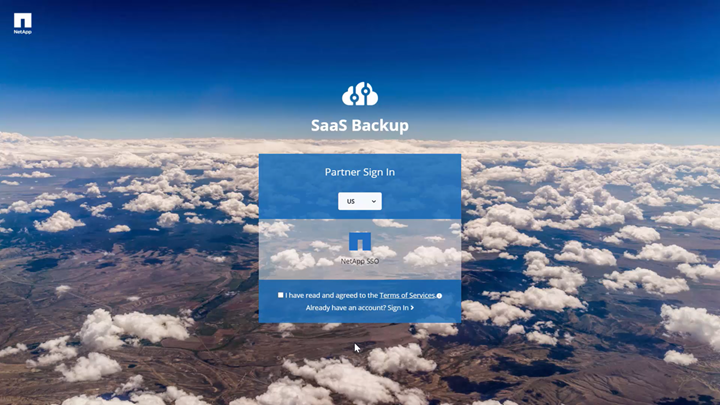 NetApp
SaaS Backup
Partner Sign In
US
NetApp SSO
I have read and agreed to the Terms of Services.
Already have an account? Sign In